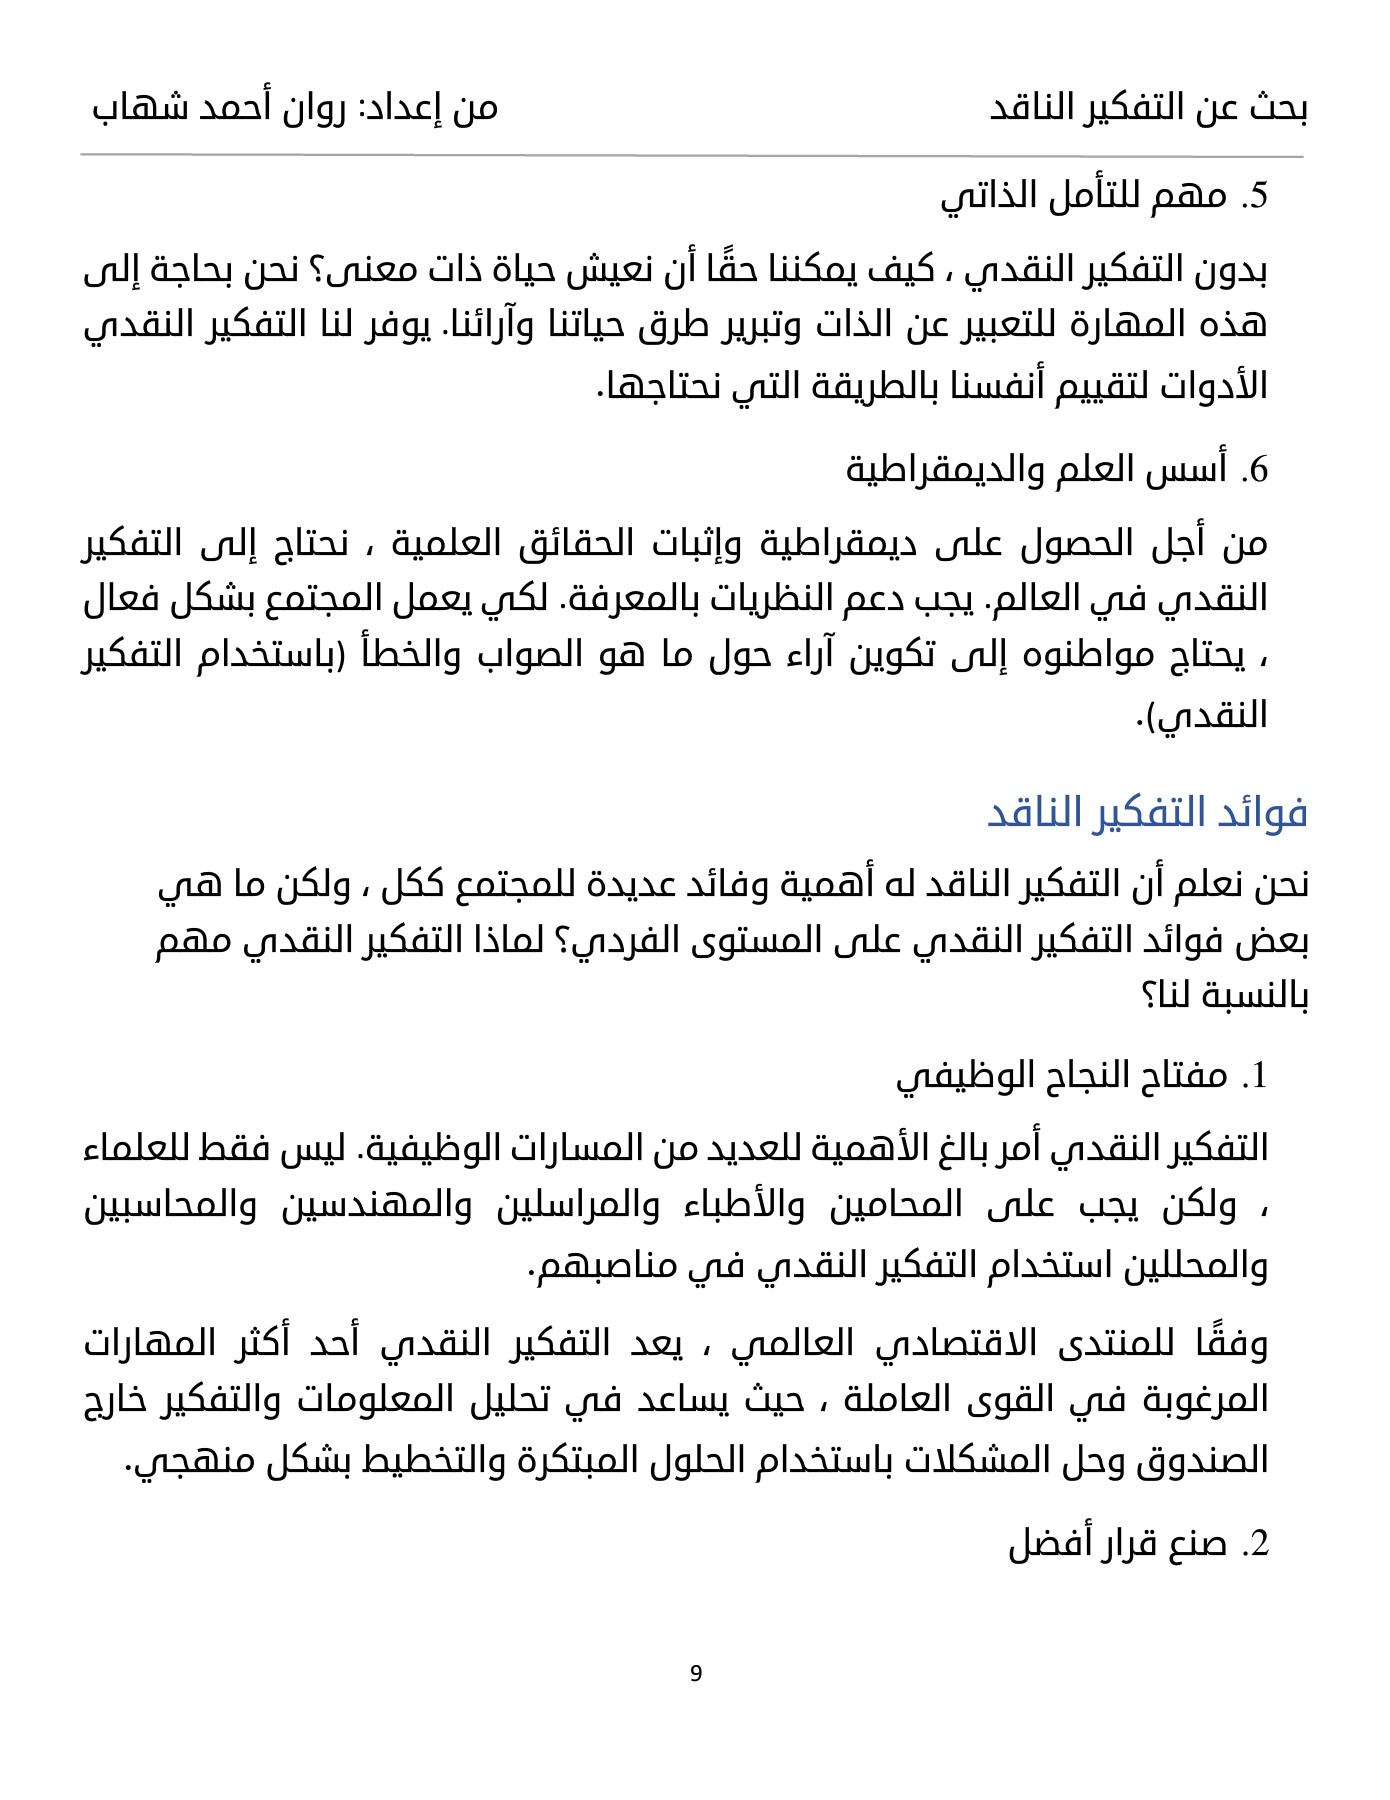 بحث عن التفكير الناقد
من إعداد: روان أحمد شهاب
5. مهم للتأمل الذاتي
بدون التفكير النقدي ، كيف يمكننا حقًا أن نعيش حياة ذات معنى؟ نحن بحاجة إلى
هذه المهارة للتعبير عن الذات وتبرير طرق حياتنا وآرائنا. يوفر لنا التفكير النقدي
الأدوات لتقييم أنفسنا بالطريقة التي نحتاجها.
6. أسس العلم والديمقراطية
من أجل الحصول على ديمقراطية وإثبات الحقائق العلمية ، نحتاج إلى التفكير
النقدي في العالم. يجب دعم النظريات بالمعرفة. لكي يعمل المجتمع بشكل فعال
، يحتاج مواطنوه إلى تكوين آراء حول ما هو الصواب والخطأ (باستخدام التفكير
النقدي).
فوائد التفكير الناقد
نحن نعلم أن التفكير الناقد له أهمية وفائد عديدة للمجتمع ككل ، ولكن ما هي
بعض فوائد التفكير النقدي على المستوى الفردي؟ لماذا التفكير النقدي مهم
بالنسبة لنا؟
1. مفتاح النجاح الوظيفي
التفكير النقدي أمر بالغ الأهمية للعديد من المسارات الوظيفية. ليس فقط للعلماء
، ولكن يجب على المحامين والأطباء والمراسلين والمهندسين والمحاسبين
والمحللين استخدام التفكير النقدي في مناصبهم.
وفقًا للمنتدى الاقتصادي العالمي ، يعد التفكير النقدي أحد أكثر المهارات
المرغوبة في القوى العاملة ، حيث يساعد في تحليل المعلومات والتفكير خارج
الصندوق وحل المشكلات باستخدام الحلول المبتكرة والتخطيط بشكل منهجي.
2. صنع قرار أفضل
9